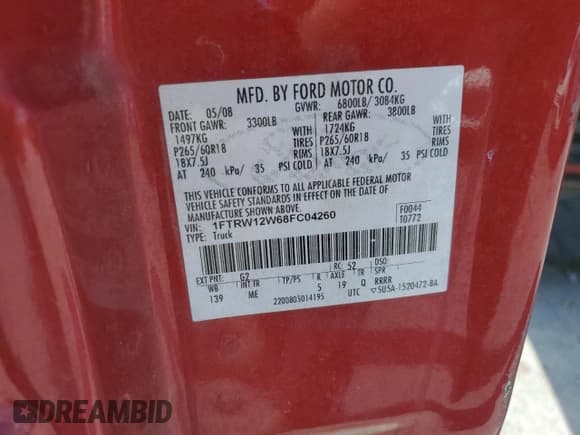 MFD. BY FORD MOTOR CO.
DATE: 05/08 GVWR: 6800LB/ 3084KG
FRONT GAWR: 3300LB REAR GAWR: 3800LB
1497KG WITH 1724KG WITH
P265/60R18 TIRES P265/60R18 TIRES
18X7.5J RIMS 18X7.5J RIMS
AT 240 kPa/ 35 PSI COLD AT 240 kPa/ 35 PSI COLD
THIS VEHICLE CONFORMS TO ALL APPLICABLE FEDERAL MOTOR
VEHICLE SAFETY STANDARDS IN EFFECT ON THE DATE OF
MANUFACTURE SHOWN ABOVE.
VIN: 1FTRW12W68FC04260 F0044
TYPE: Truck T0772
EXT PNT: G2 RC: 52 DSO:
WB INT TR TP/PS R AXLE TR SPR
139 ME 5 19 Q RRRR
2200805014195 UTC ▽5U5A-1520472-BA
DREAMBID